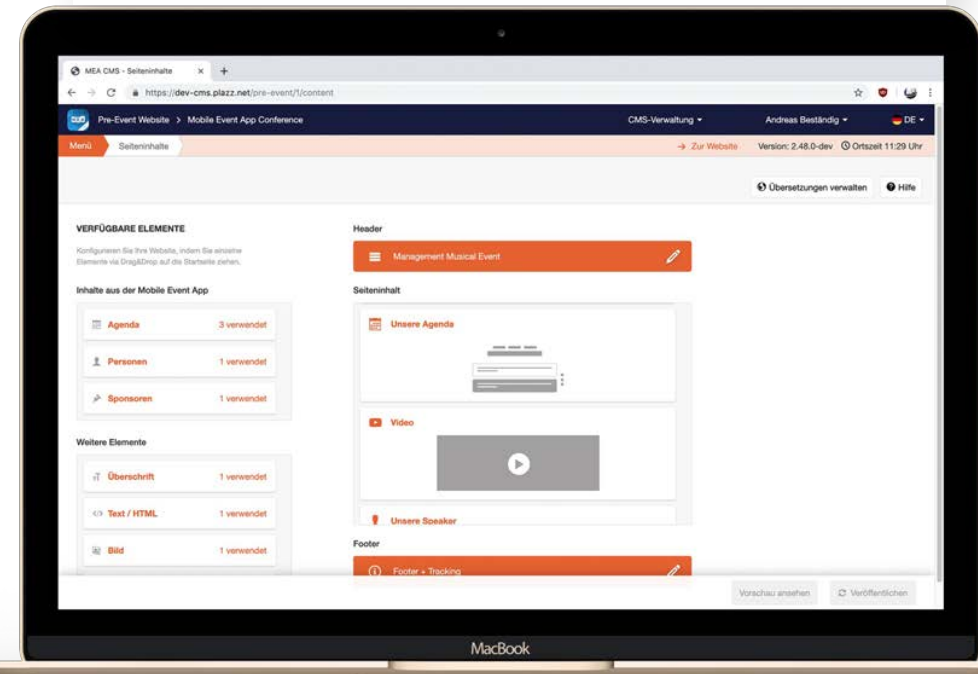 MEA CMS - Seiteninhalte
https://dev-cms.plazz.net/pre-event/1/content
Pre-Event Website > Mobile Event App Conference
CMS-Verwaltung
Andreas Beständig
DE
Menü
Seiteninhalte
→ Zur Website
Version: 2.48.0-dev
Ortszeit 11:29 Uhr
Übersetzungen verwalten
Hilfe
VERFÜGBARE ELEMENTE
Konfigurieren Sie Ihre Website, indem Sie einzelne
Elemente via Drag&Drop auf die Startseite ziehen.
Inhalte aus der Mobile Event App
Agenda 3 verwendet
Personen 1 verwendet
Sponsoren 1 verwendet
Weitere Elemente
Überschrift 1 verwendet
Text / HTML 1 verwendet
Bild 1 verwendet
Header
Management Musical Event
Seiteninhalt
Unsere Agenda
Video
Unsere Speaker
Footer
Footer + Tracking
Vorschau ansehen
Veröffentlichen
MacBook